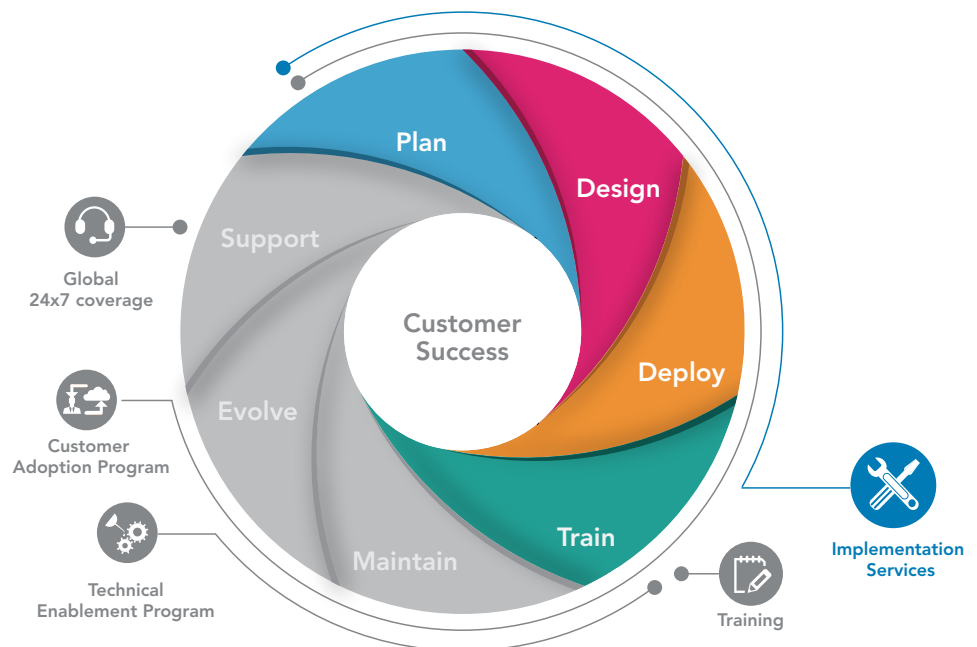 Plan
Design
Support
Global
24x7 coverage
Customer
Success
Deploy
Evolve
Customer
Adoption Program
Train
Maintain
Implementation
Services
Technical
Enablement Program
Training